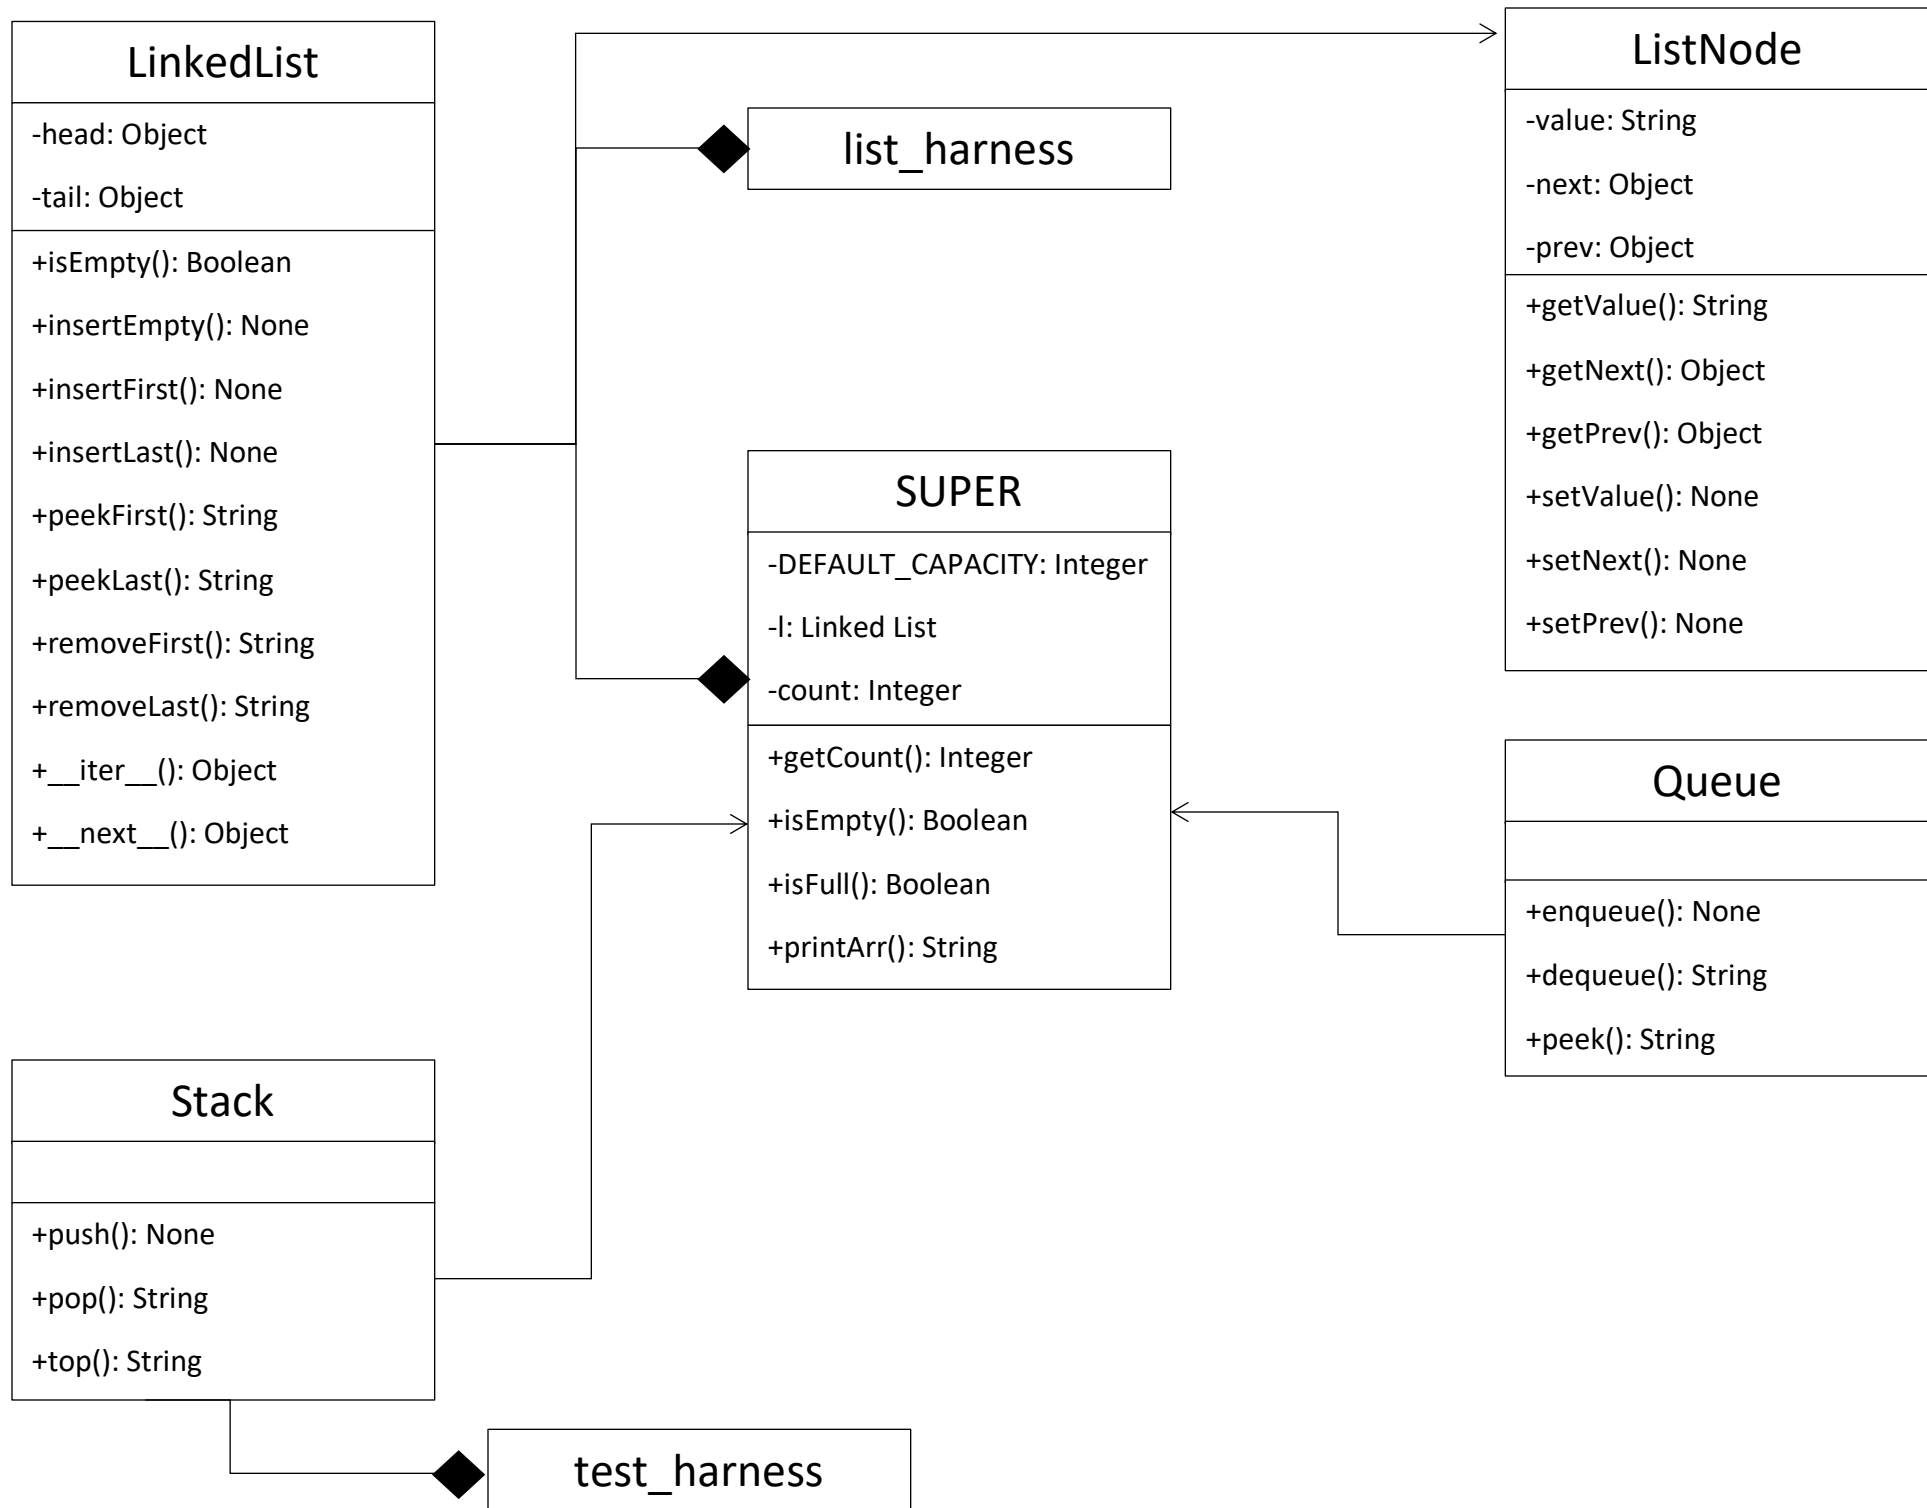 LinkedList
-head: Object
-tail: Object
+isEmpty(): Boolean
+insertEmpty(): None
+insertFirst(): None
+insertLast(): None
+peekFirst(): String
+peekLast(): String
+removeFirst(): String
+removeLast(): String
+__iter__(): Object
+__next__(): Object
list_harness
ListNode
-value: String
-next: Object
-prev: Object
+getValue(): String
+getNext(): Object
+getPrev(): Object
+setValue(): None
+setNext(): None
+setPrev(): None
SUPER
-DEFAULT_CAPACITY: Integer
-l: Linked List
-count: Integer
+getCount(): Integer
+isEmpty(): Boolean
+isFull(): Boolean
+printArr(): String
Queue
+enqueue(): None
+dequeue(): String
+peek(): String
Stack
+push(): None
+pop(): String
+top(): String
test_harness